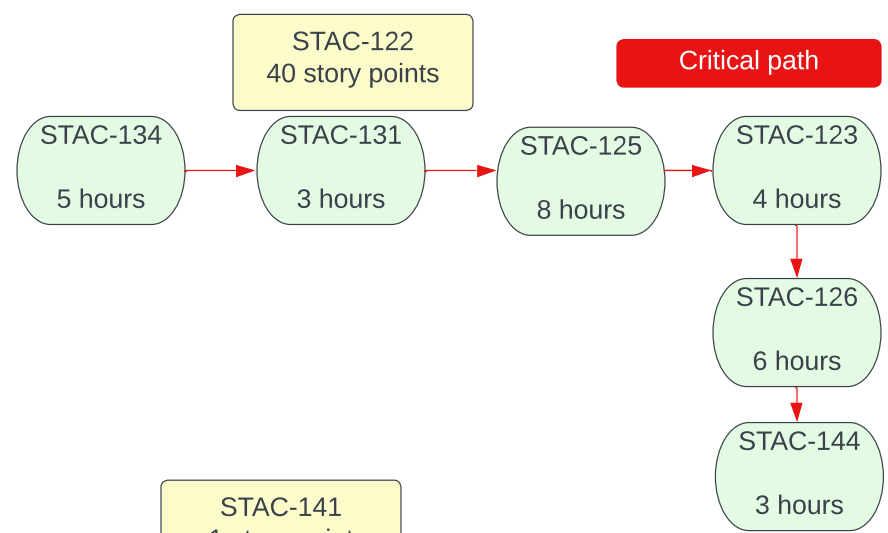 STAC-122
40 story points
Critical path
STAC-134
5 hours
STAC-131
3 hours
STAC-125
8 hours
STAC-123
4 hours
STAC-126
6 hours
STAC-144
3 hours
STAC-141